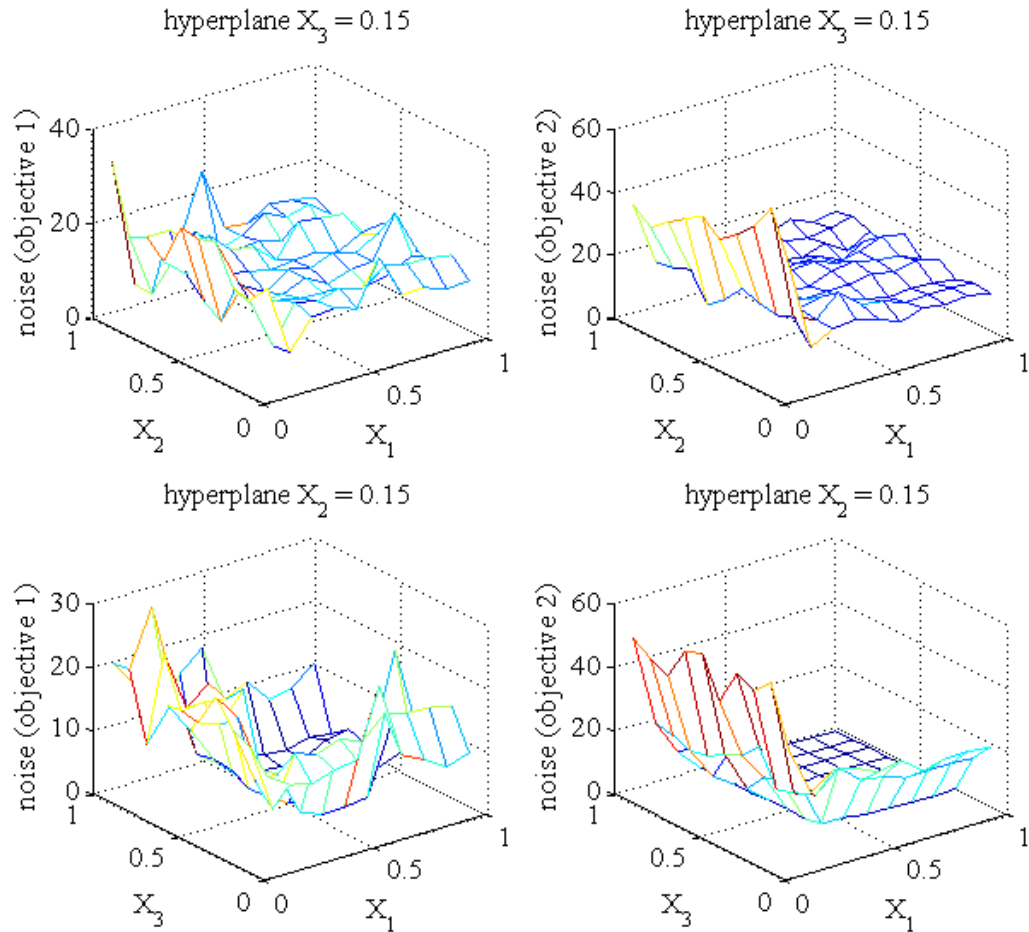 hyperplane X₃ = 0.15
noise (objective 1)
40
20
0
1
0.5
0
X₂
0
0.5
1
X₁
hyperplane X₃ = 0.15
noise (objective 2)
60
40
20
0
1
0.5
0
X₂
0
0.5
1
X₁
hyperplane X₂ = 0.15
noise (objective 1)
30
20
10
0
1
0.5
0
X₃
0
0.5
1
X₁
hyperplane X₂ = 0.15
noise (objective 2)
60
40
20
0
1
0.5
0
X₃
0
0.5
1
X₁